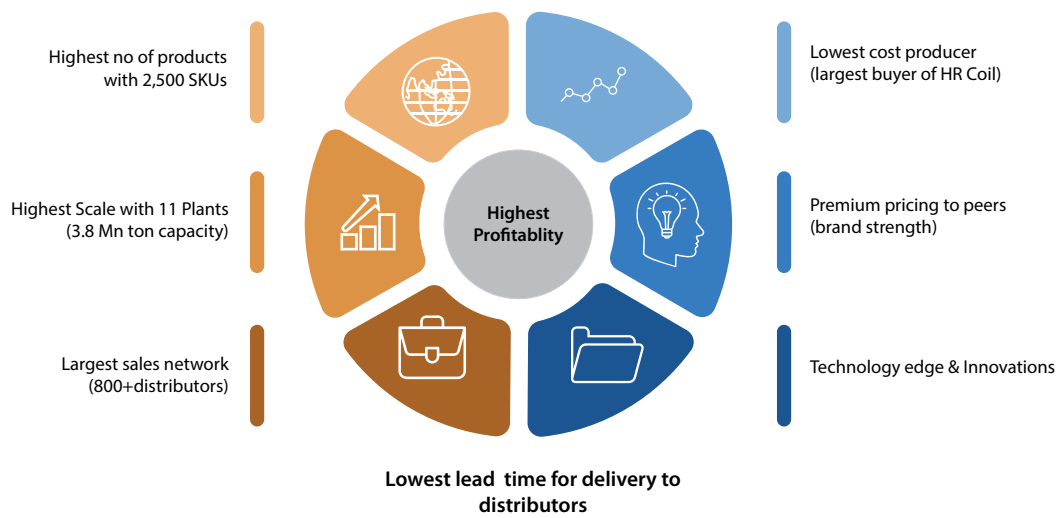 Highest no of products
with 2,500 SKUs
Lowest cost producer
(largest buyer of HR Coil)
Highest Scale with 11 Plants
(3.8 Mn ton capacity)
Highest
Profitablity
Premium pricing to peers
(brand strength)
Largest sales network
(800+distributors)
Technology edge & Innovations
Lowest lead time for delivery to
distributors